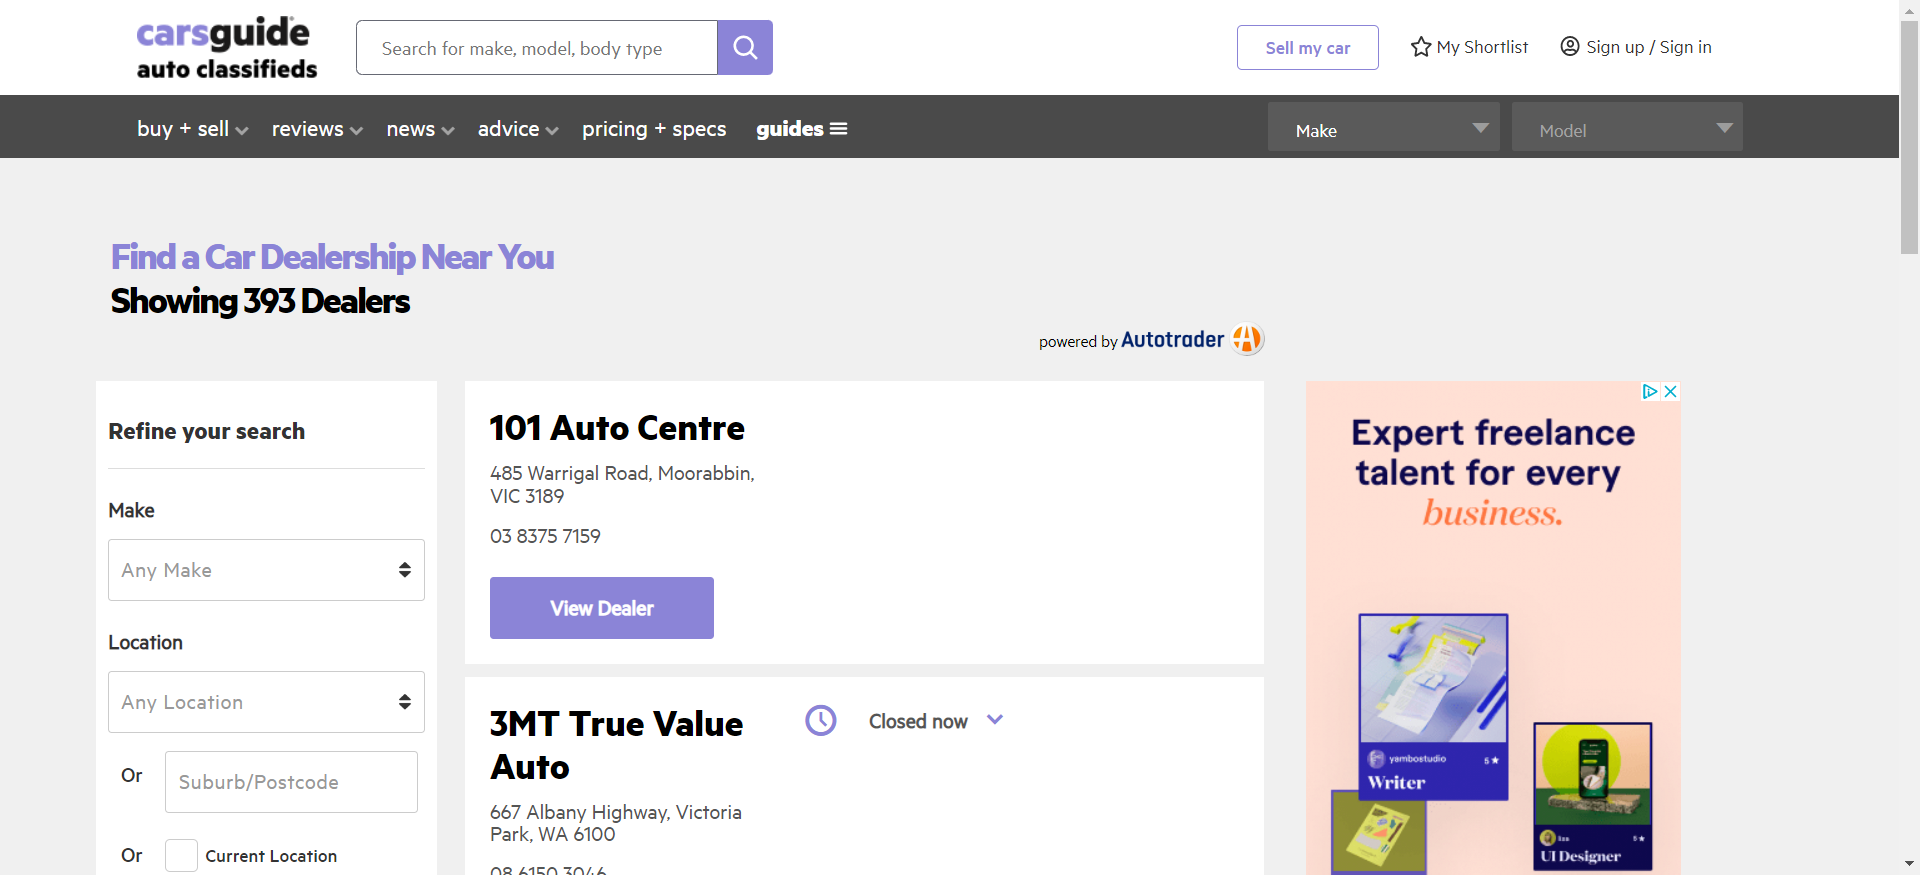 carsguide
auto classifieds
Search for make, model, body type
Sell my car
My Shortlist
Sign up / Sign in
buy + sell
reviews
news
advice
pricing + specs
guides
Make
Model
Find a Car Dealership Near You
Showing 393 Dealers
powered by Autotrader
Refine your search
Make
Any Make
Location
Any Location
Or
Suburb/Postcode
Or
Current Location
101 Auto Centre
485 Warrigal Road, Moorabbin,
VIC 3189
03 8375 7159
View Dealer
3MT True Value
Auto
Closed now
667 Albany Highway, Victoria
Park, WA 6100
08 6150 3046
Expert freelance
talent for every
business.
yambostudio
5 ★
Writer
5 ★
UI Designer